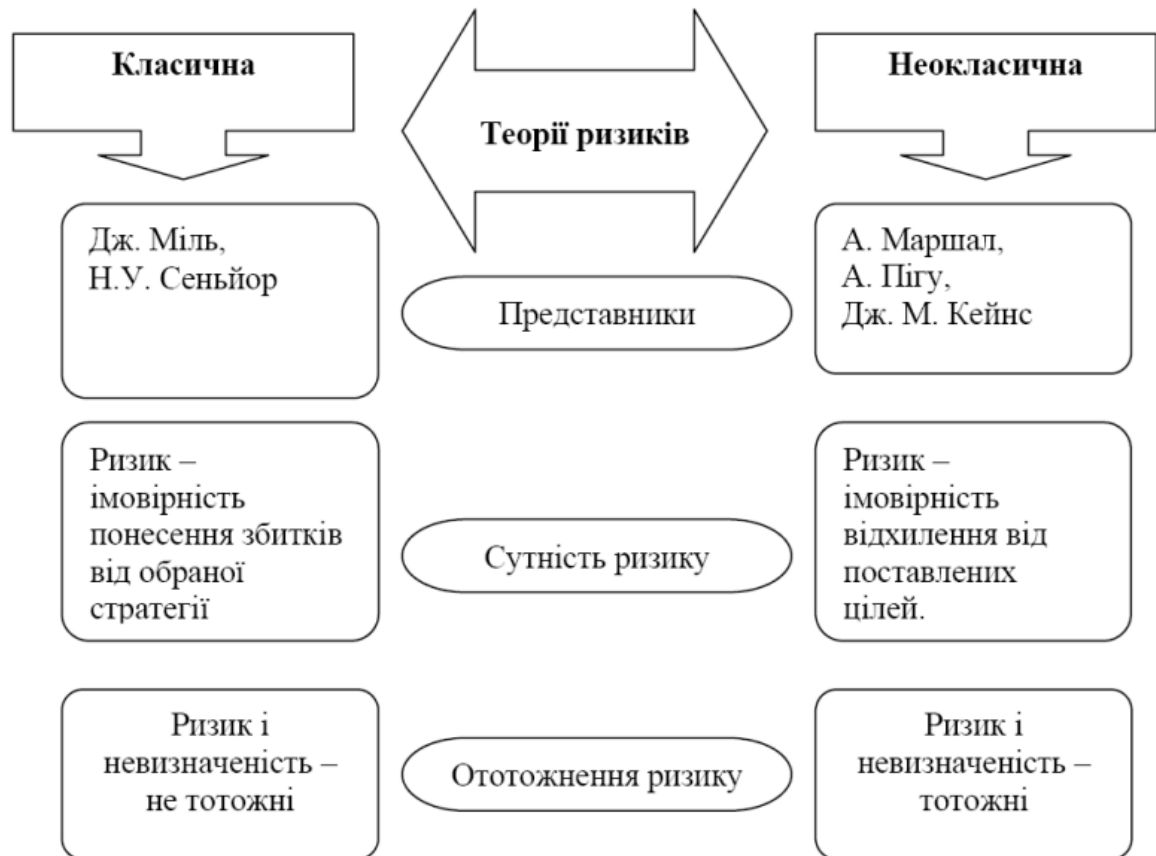 Класична
Теорії ризиків
Неокласична
Дж. Міль,
Н.У. Сеньйор
Представники
А. Маршал,
А. Пігу,
Дж. М. Кейнс
Ризик –
імовірність
понесення збитків
від обраної
стратегії
Сутність ризику
Ризик –
імовірність
відхилення від
поставлених
цілей.
Ризик і
невизначеність –
не тотожні
Ототожнення ризику
Ризик і
невизначеність –
тотожні